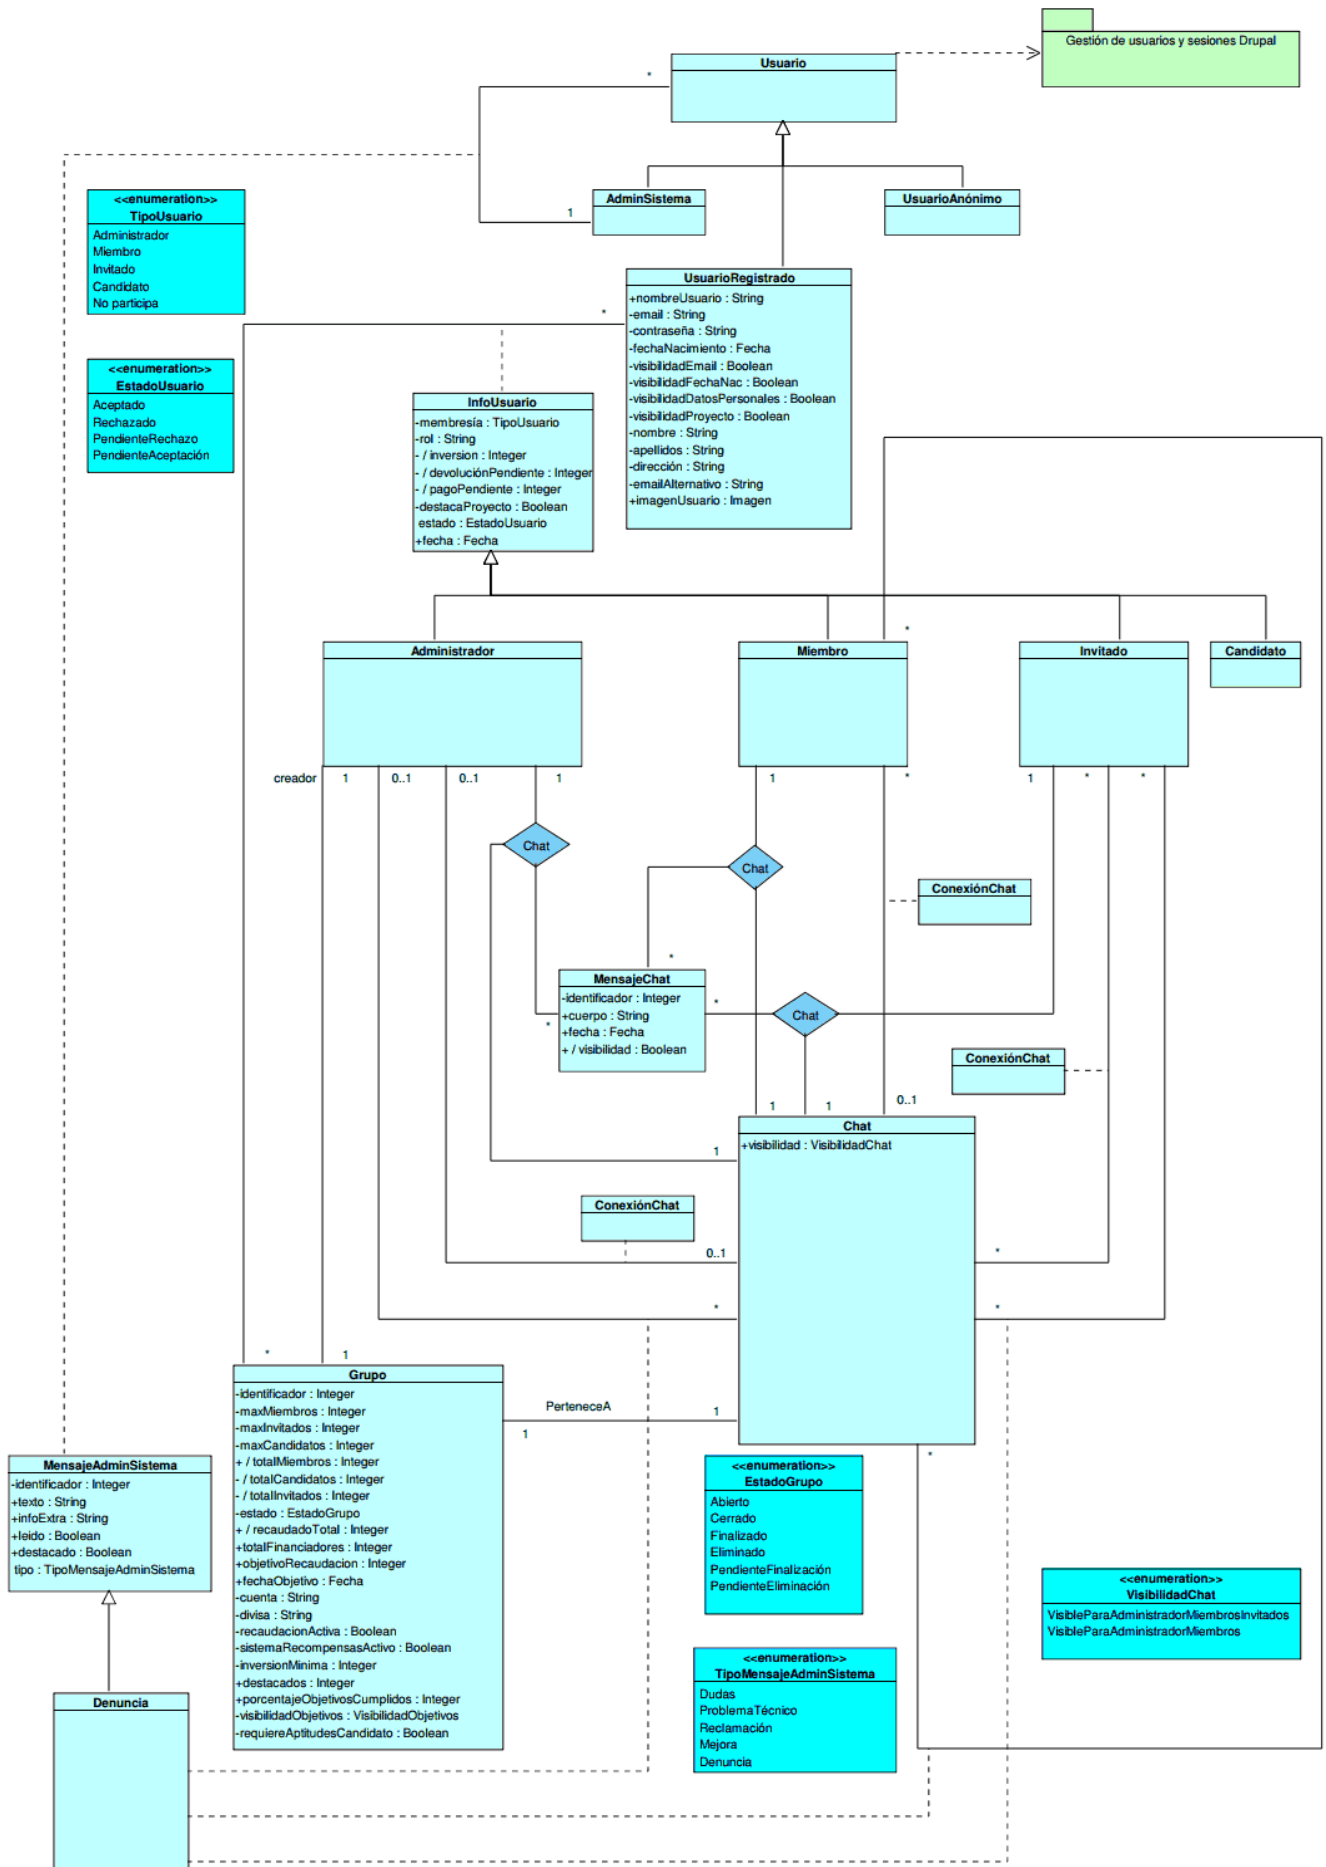 Gestión de usuarios y sesiones Drupal
Usuario
*
<<enumeration>>
TipoUsuario
Administrador
Miembro
Invitado
Candidato
No participa
AdminSistema
1
UsuarioAnónimo
UsuarioRegistrado
+nombreUsuario : String
-email : String
-contraseña : String
-fechaNacimiento : Fecha
-visibilidadEmail : Boolean
-visibilidadFechaNac : Boolean
-visibilidadDatosPersonales : Boolean
-visibilidadProyecto : Boolean
-nombre : String
-apellidos : String
-dirección : String
-emailAlternativo : String
+imagenUsuario : Imagen
*
<<enumeration>>
EstadoUsuario
Aceptado
Rechazado
PendienteRechazo
PendienteAceptación
InfoUsuario
-membresía : TipoUsuario
-rol : String
- / inversion : Integer
- / devoluciónPendiente : Integer
- / pagoPendiente : Integer
-destacaProyecto : Boolean
estado : EstadoUsuario
+fecha : Fecha
*
Administrador
Miembro
Invitado
Candidato
creador
1
0..1
0..1
1
1
*
1
*
*
Chat
Chat
ConexiónChat
*
MensajeChat
-identificador : Integer
+cuerpo : String
+fecha : Fecha
+ / visibilidad : Boolean
*
*
Chat
ConexiónChat
1
1
0..1
Chat
+visibilidad : VisibilidadChat
1
ConexiónChat
0..1
*
*
*
*
1
Grupo
-identificador : Integer
-maxMiembros : Integer
-maxInvitados : Integer
-maxCandidatos : Integer
+ / totalMiembros : Integer
- / totalCandidatos : Integer
- / totalInvitados : Integer
-estado : EstadoGrupo
+ / recaudadoTotal : Integer
+totalFinanciadores : Integer
+objetivoRecaudacion : Integer
+fechaObjetivo : Fecha
-cuenta : String
-divisa : String
-recaudacionActiva : Boolean
-sistemaRecompensasActivo : Boolean
-inversionMinima : Integer
+destacados : Integer
+porcentajeObjetivosCumplidos : Integer
-visibilidadObjetivos : VisibilidadObjetivos
-requiereAptitudesCandidato : Boolean
PerteneceA
1
1
*
MensajeAdminSistema
-identificador : Integer
+texto : String
+infoExtra : String
+leido : Boolean
+destacado : Boolean
tipo : TipoMensajeAdminSistema
<<enumeration>>
EstadoGrupo
Abierto
Cerrado
Finalizado
Eliminado
PendienteFinalización
PendienteEliminación
<<enumeration>>
VisibilidadChat
VisibleParaAdministradorMiembrosInvitados
VisibleParaAdministradorMiembros
<<enumeration>>
TipoMensajeAdminSistema
Dudas
ProblemaTécnico
Reclamación
Mejora
Denuncia
Denuncia